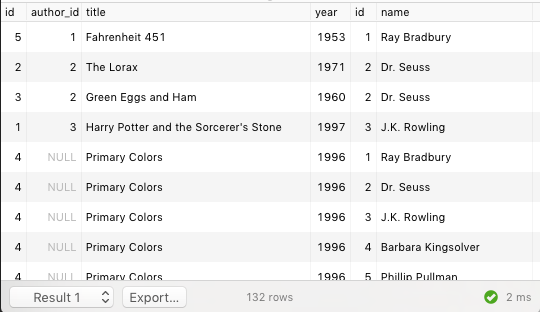 id author_id title year id name
5 1 Fahrenheit 451 1953 1 Ray Bradbury
2 2 The Lorax 1971 2 Dr. Seuss
3 2 Green Eggs and Ham 1960 2 Dr. Seuss
1 3 Harry Potter and the Sorcerer's Stone 1997 3 J.K. Rowling
4 NULL Primary Colors 1996 1 Ray Bradbury
4 NULL Primary Colors 1996 2 Dr. Seuss
4 NULL Primary Colors 1996 3 J.K. Rowling
4 NULL Primary Colors 1996 4 Barbara Kingsolver
4 NULL Primary Colors 1996 5 Phillip Pullman
Result 1 Export... 132 rows 2 ms